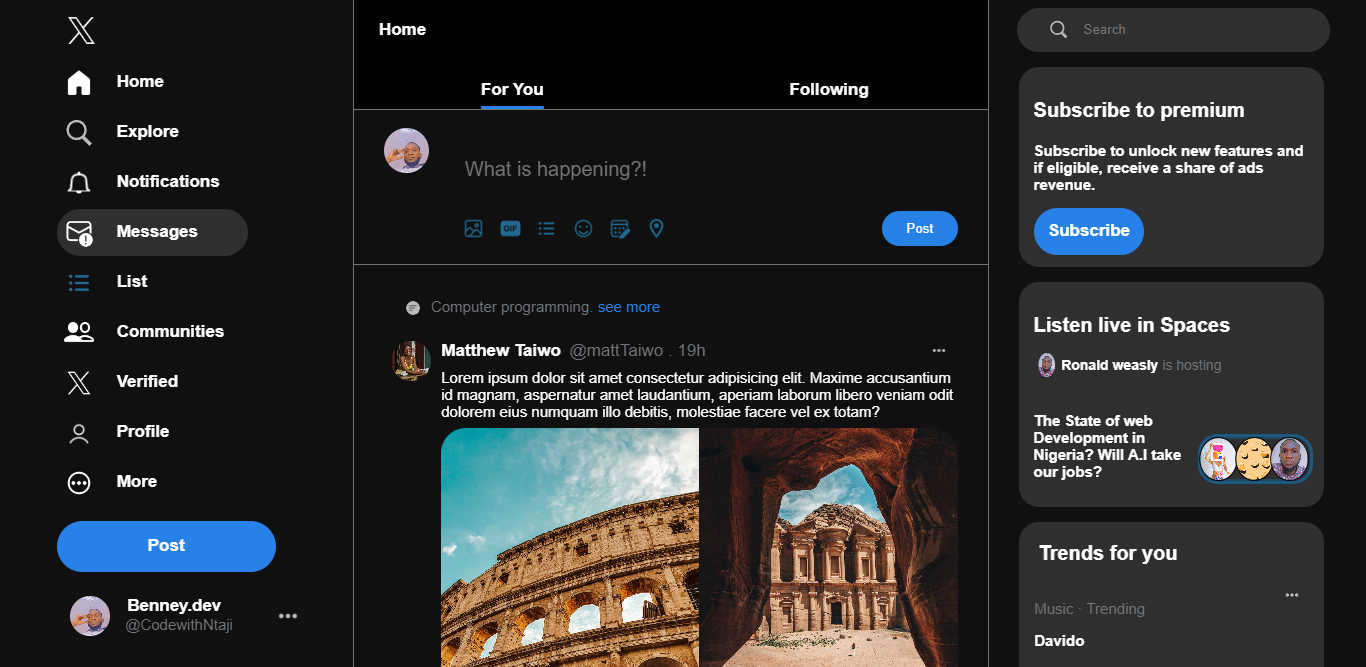 Home
Explore
Notifications
Messages
List
Communities
Verified
Profile
More
Post
Benney.dev
@CodewithNtaji
Home
For You
Following
What is happening?!
GIF
Post
Computer programming. see more
Matthew Taiwo @mattTaiwo . 19h
Lorem ipsum dolor sit amet consectetur adipisicing elit. Maxime accusantium
id magnam, aspernatur amet laudantium, aperiam laborum libero veniam odit
dolorem eius numquam illo debitis, molestiae facere vel ex totam?
Search
Subscribe to premium
Subscribe to unlock new features and
if eligible, receive a share of ads
revenue.
Subscribe
Listen live in Spaces
Ronald weasly is hosting
The State of web
Development in
Nigeria? Will A.I take
our jobs?
Trends for you
Music · Trending
Davido